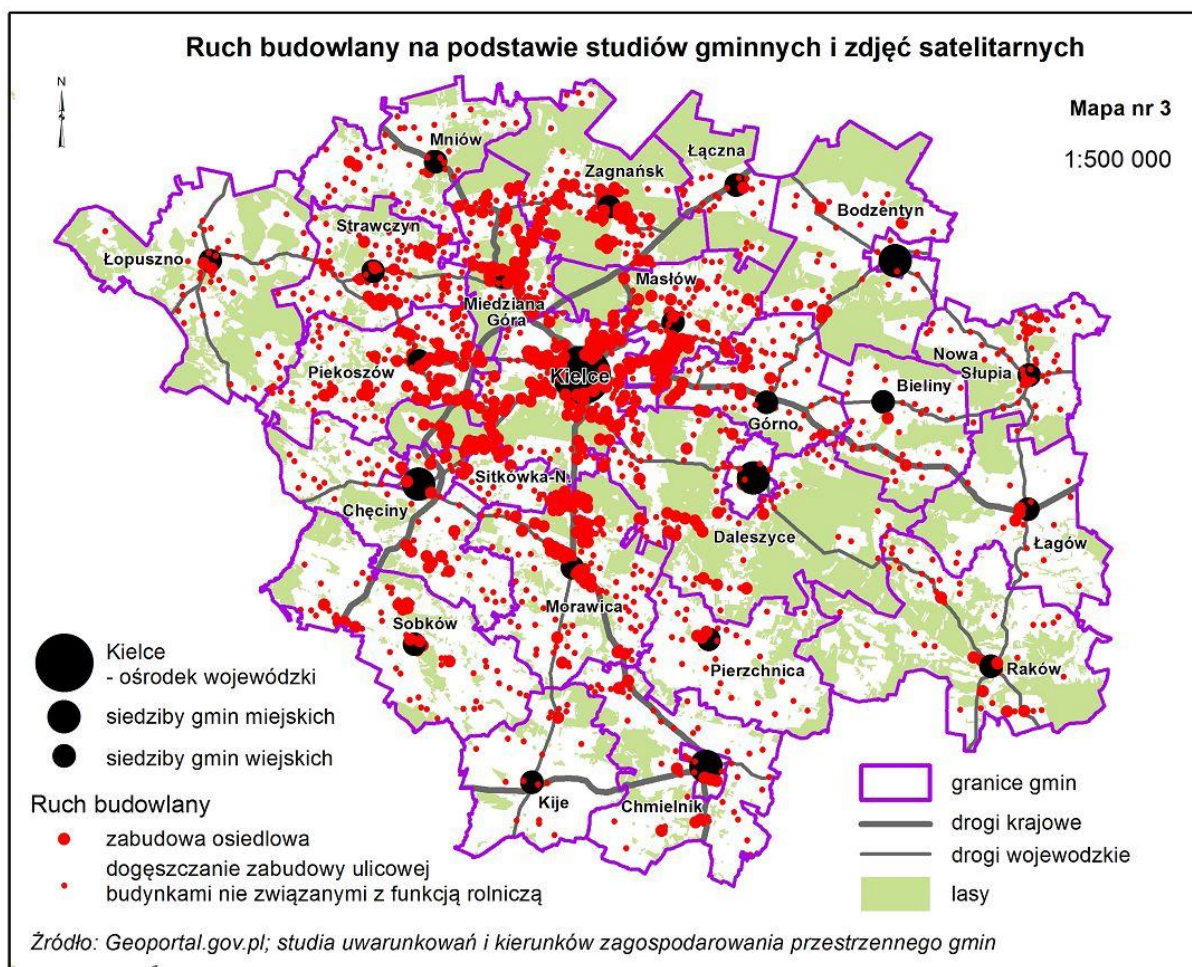 Ruch budowlany na podstawie studiów gminnych i zdjęć satelitarnych
N
Mapa nr 3
1:500 000
Mniów
Łączna
Zagnańsk
Bodzentyn
Strawczyn
Łopuszno
Masłów
Miedziana
Góra
Nowa
Słupia
Piekoszów
Kielce
Bieliny
Górno
Sitkówka-N.
Chęciny
Daleszyce
Łagów
Morawica
Sobków
Pierzchnica
Raków
Kije
Chmielnik
Kielce
- ośrodek wojewódzki
siedziby gmin miejskich
siedziby gmin wiejskich
Ruch budowlany
zabudowa osiedlowa
dogęszczanie zabudowy ulicowej
budynkami nie związanymi z funkcją rolniczą
granice gmin
drogi krajowe
drogi wojewodzkie
lasy
Źródło: Geoportal.gov.pl; studia uwarunkowań i kierunków zagospodarowania przestrzennego gmin